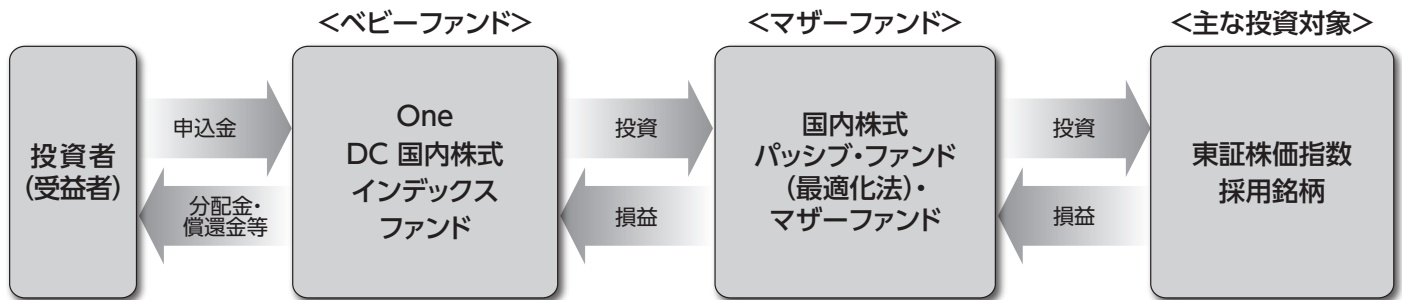 <ベビーファンド>
<マザーファンド>
<主な投資対象>
投資者
(受益者)
申込金
分配金・
償還金等
One
DC 国内株式
インデックス
ファンド
投資
損益
国内株式
パッシブ・ファンド
(最適化法)・
マザーファンド
投資
損益
東証株価指数
採用銘柄